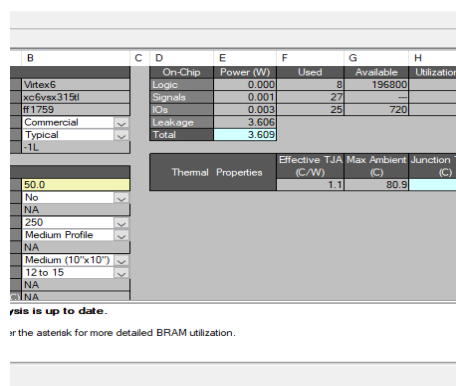 B C D E F G H
On-Chip Power (W) Used Available Utilization
Virtex6 Logic 0.000 8 196800
xc6vsx315tl Signals 0.001 27 ---
ff1759 IOs 0.003 25 720
Commercial Leakage 3.606
Typical Total 3.609
-1L
Effective TJA Max Ambient Junction
Thermal Properties (C/W) (C) (C)
1.1 80.9
50.0
No
NA
250
Medium Profile
NA
Medium (10"x10")
12 to 15
NA
NA
ysis is up to date.
er the asterisk for more detailed BRAM utilization.